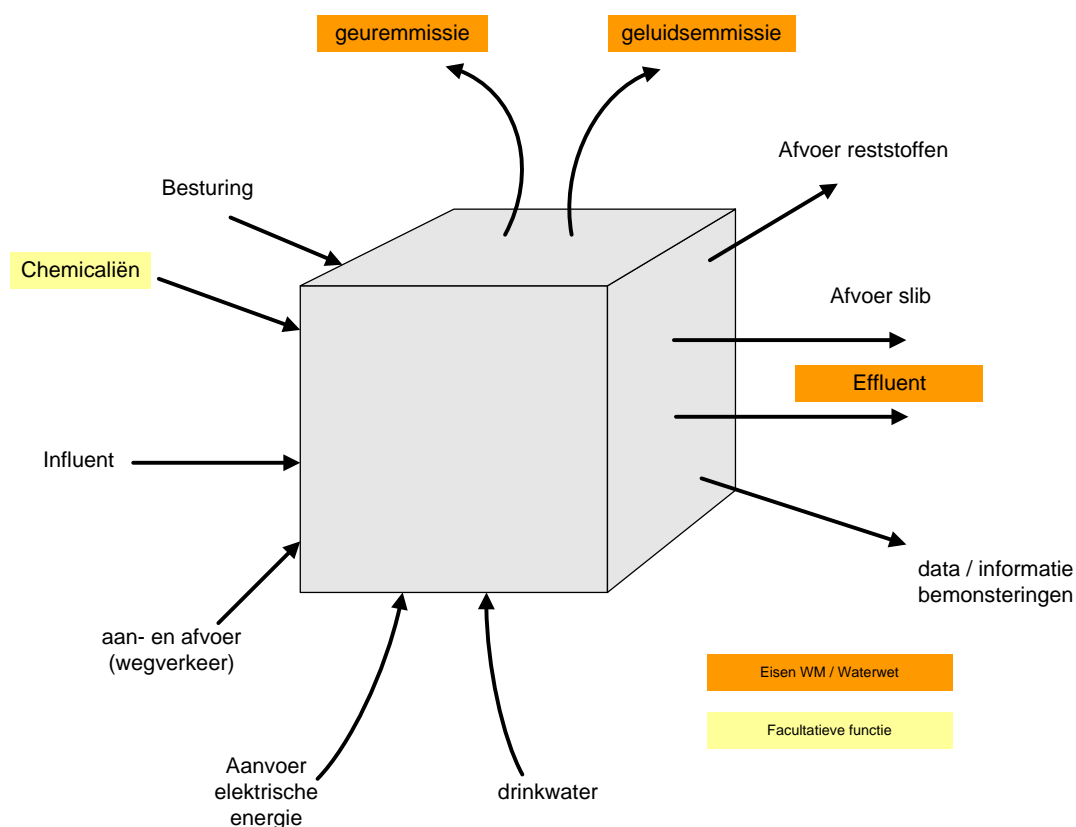 geuremmissie
geluidsemmissie
Afvoer reststoffen
Besturing
Chemicaliën
Afvoer slib
Effluent
Influent
data / informatie
bemonsteringen
aan- en afvoer
(wegverkeer)
Eisen WM / Waterwet
Facultatieve functie
Aanvoer
elektrische
energie
drinkwater